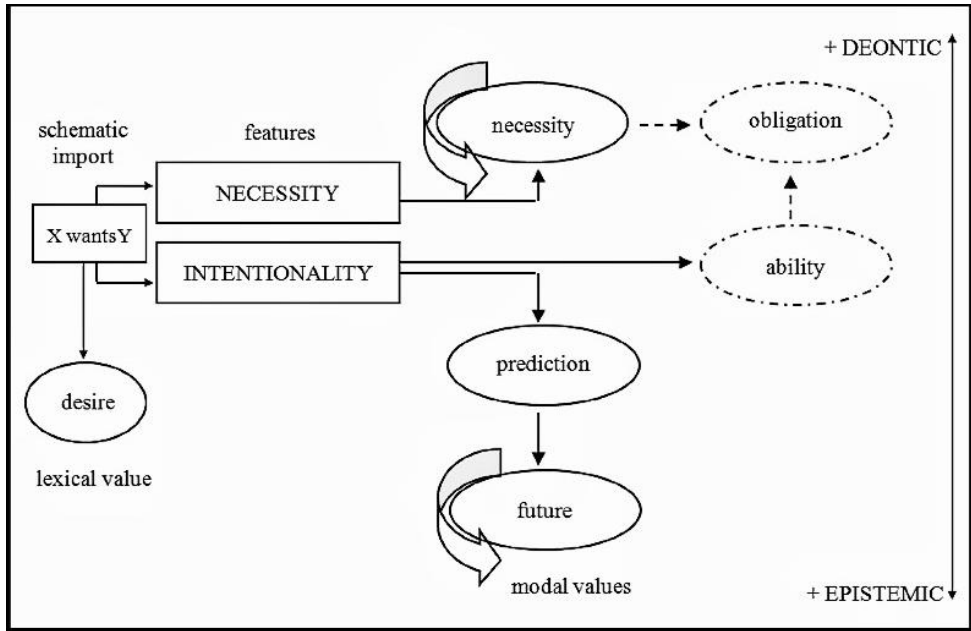 + DEONTIC
schematic
import
features
necessity
obligation
NECESSITY
X wantsY
INTENTIONALITY
ability
prediction
desire
lexical value
future
modal values
+ EPISTEMIC